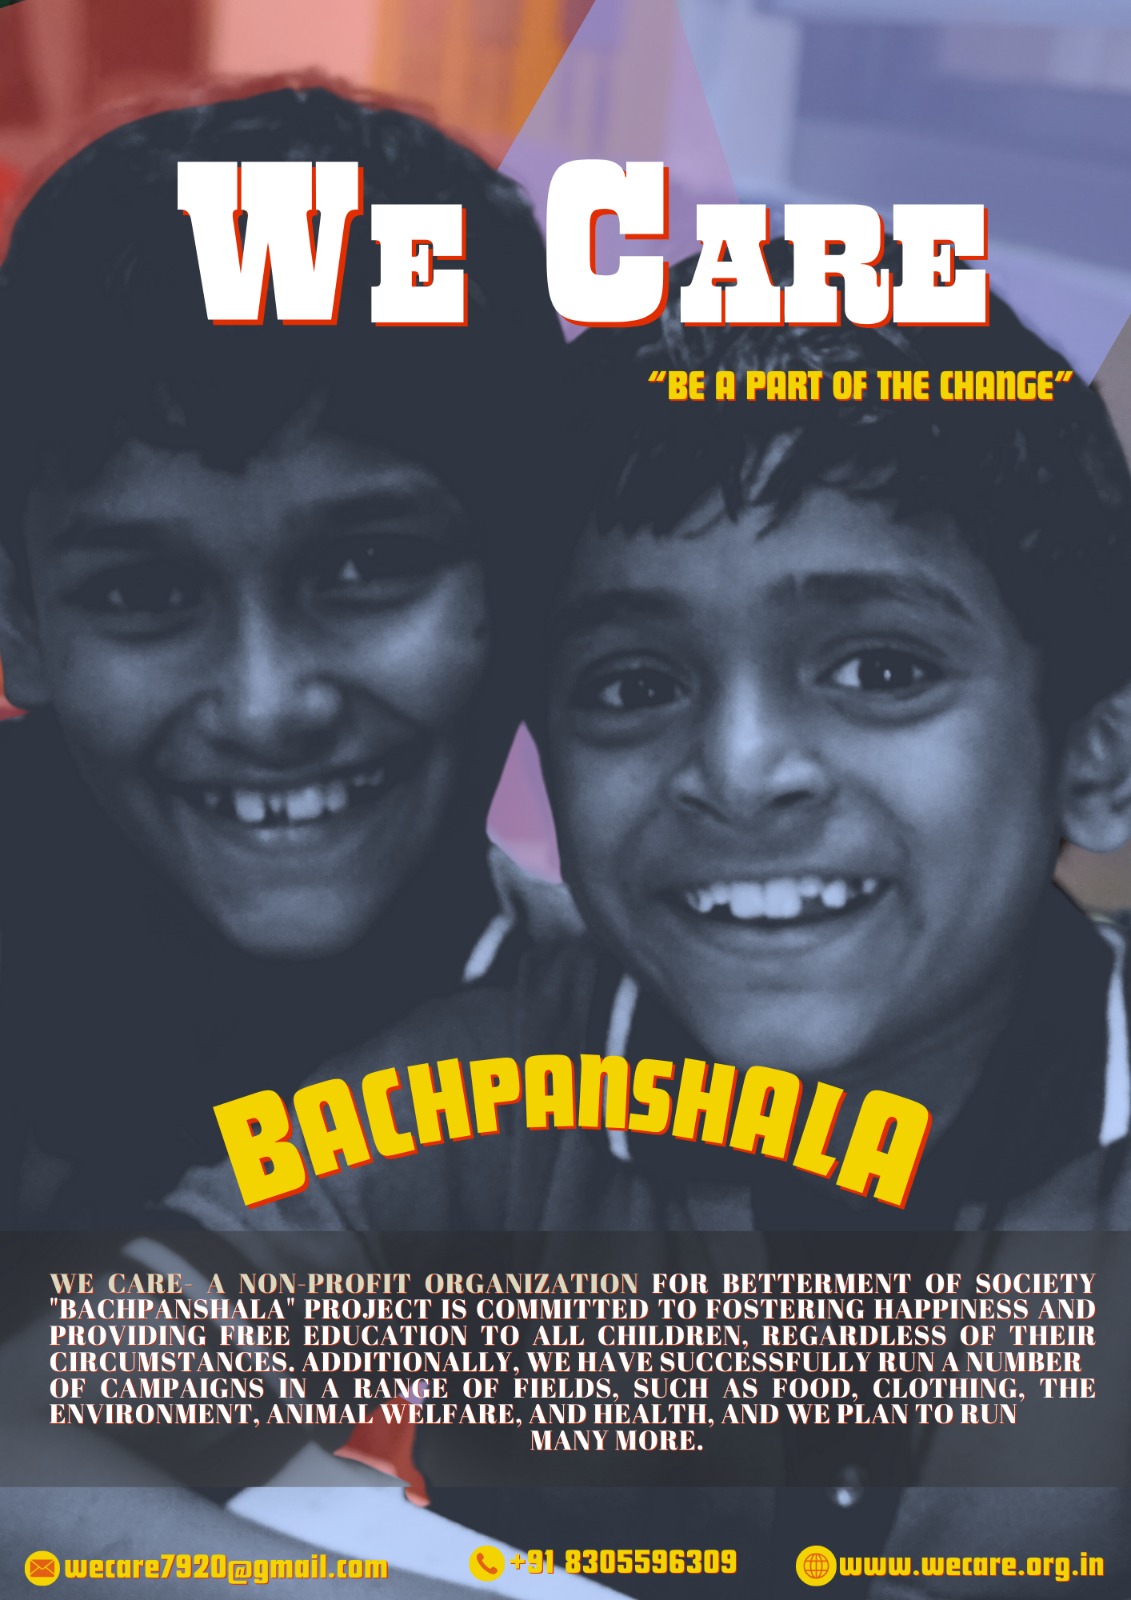 WE CARE
“BE A PART OF THE CHANGE”
BACHPANSHALA
WE CARE- A NON-PROFIT ORGANIZATION FOR BETTERMENT OF SOCIETY
"BACHPANSHALA" PROJECT IS COMMITTED TO FOSTERING HAPPINESS AND
PROVIDING FREE EDUCATION TO ALL CHILDREN, REGARDLESS OF THEIR
CIRCUMSTANCES. ADDITIONALLY, WE HAVE SUCCESSFULLY RUN A NUMBER
OF CAMPAIGNS IN A RANGE OF FIELDS, SUCH AS FOOD, CLOTHING, THE
ENVIRONMENT, ANIMAL WELFARE, AND HEALTH, AND WE PLAN TO RUN
MANY MORE.
wecare7920@gmail.com
+91 8305596309
www.wecare.org.in